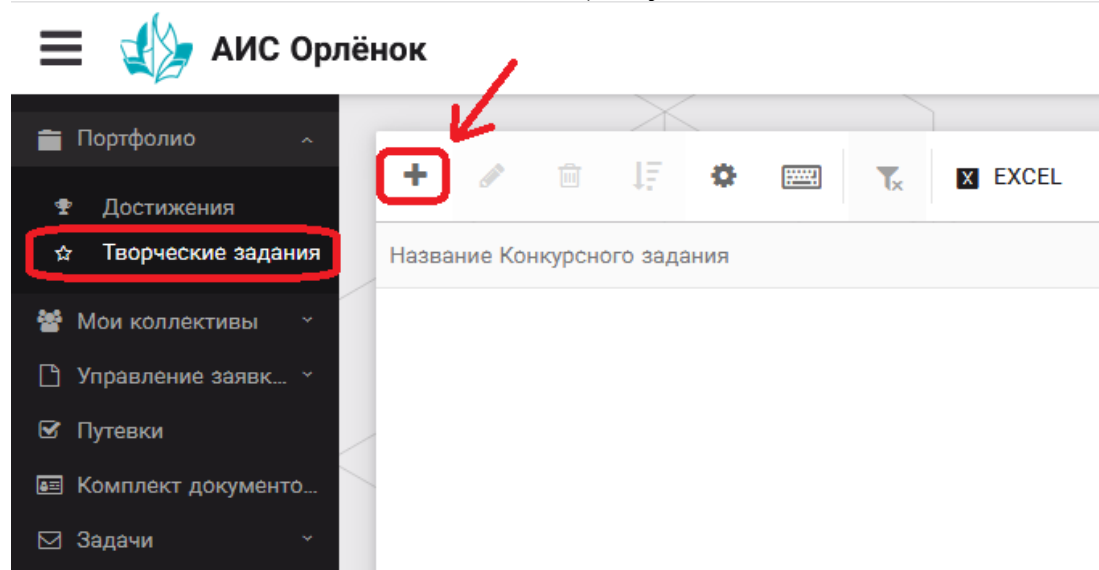 АИС Орлёнок
Портфолио
Достижения
Творческие задания
Мои коллективы
Управление заявк...
Путевки
Комплект документо...
Задачи
X EXCEL
Название Конкурсного задания